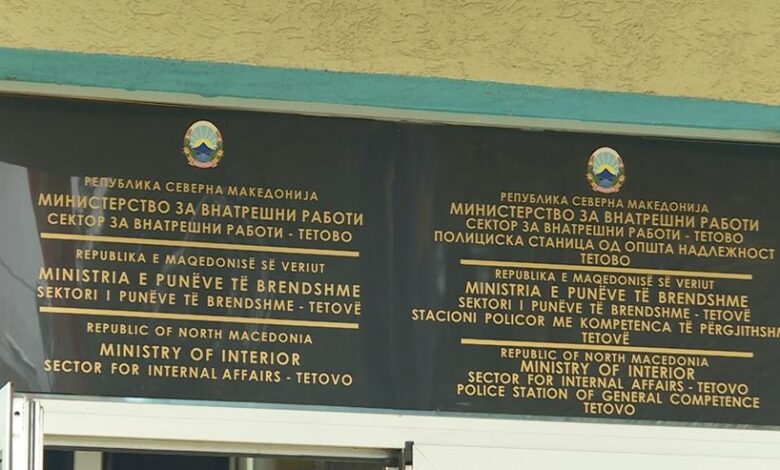 РЕПУБЛИКА СЕВЕРНА МАКЕДОНИЈА
МИНИСТЕРСТВО ЗА ВНАТРЕШНИ РАБОТИ
СЕКТОР ЗА ВНАТРЕШНИ РАБОТИ - ТЕТОВО
REPUBLIKA E MAQEDONISË SË VERIUT
MINISTRIA E PUNËVE TË BRENDSHME
SEKTORI I PUNËVE TË BRENDSHME - TETOVË
REPUBLIC OF NORTH MACEDONIA
MINISTRY OF INTERIOR
SECTOR FOR INTERNAL AFFAIRS - TETOVO
РЕПУБЛИКА СЕВЕРНА МАКЕДОНИЈА
МИНИСТЕРСТВО ЗА ВНАТРЕШНИ РАБОТИ
СЕКТОР ЗА ВНАТРЕШНИ РАБОТИ - ТЕТОВО
ПОЛИЦИСКА СТАНИЦА ОД ОПШТА НАДЛЕЖНОСТ
ТЕТОВО
REPUBLIKA E MAQEDONISË SË VERIUT
MINISTRIA E PUNËVE TË BRENDSHME
SEKTORI I PUNËVE TË BRENDSHME - TETOVË
STACIONI POLICOR ME KOMPETENCA TË PËRGJITHSHM
TETOVË
REPUBLIC OF NORTH MACEDONIA
MINISTRY OF INTERIOR
SECTOR FOR INTERNAL AFFAIRS - TETOVO
POLICE STATION OF GENERAL COMPETENCE
TETOVO